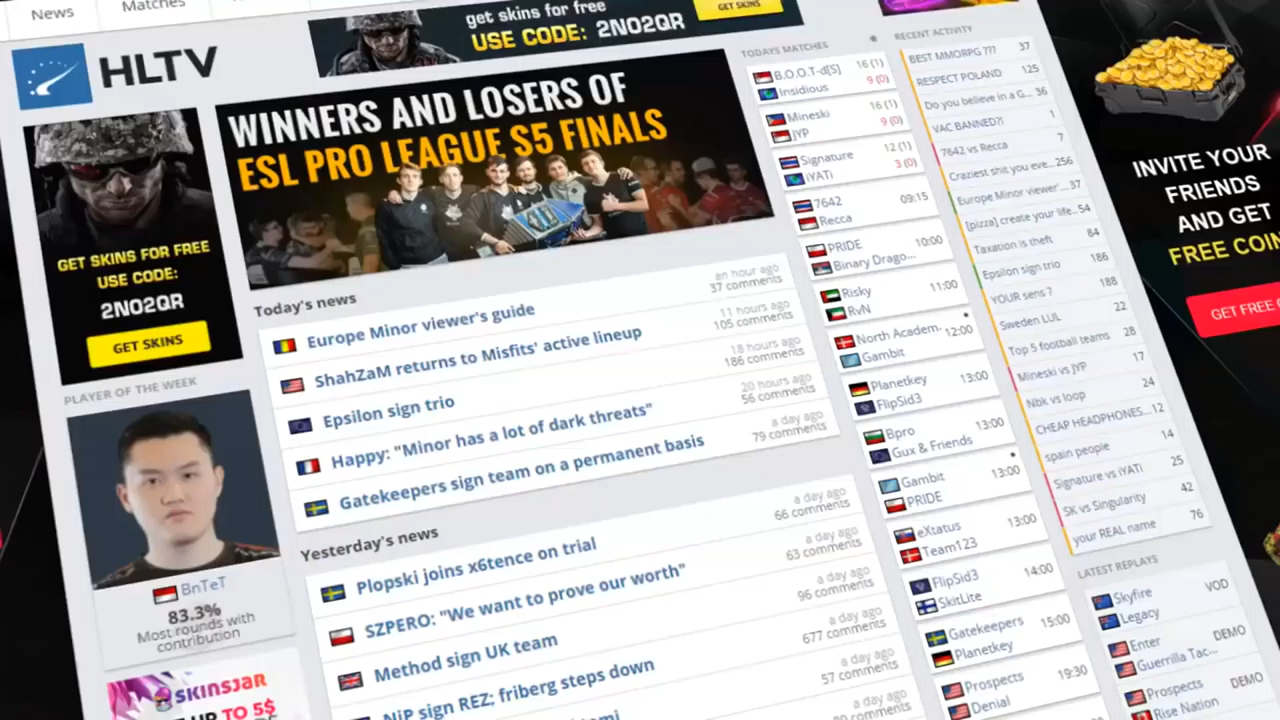 News
Matches
get skins for free
USE CODE: 2NO2QR
GET SKINS
HLTV
GET SKINS FOR FREE
USE CODE:
2NO2QR
GET SKINS
PLAYER OF THE WEEK
BnTeT
83.3%
Most rounds with
contribution
SKINSJAR
UP TO 5$
WINNERS AND LOSERS OF
ESL PRO LEAGUE S5 FINALS
Today's news
Europe Minor viewer's guide
an hour ago
37 comments
ShahZaM returns to Misfits' active lineup
11 hours ago
105 comments
Epsilon sign trio
18 hours ago
186 comments
Happy: "Minor has a lot of dark threats"
20 hours ago
56 comments
Gatekeepers sign team on a permanent basis
a day ago
79 comments
Yesterday's news
Plopski joins x6tence on trial
a day ago
66 comments
SZPERO: "We want to prove our worth"
a day ago
63 comments
Method sign UK team
a day ago
96 comments
NiP sign REZ; friberg steps down
a day ago
677 comments
a day ago
57 comments
a day ago
TODAYS MATCHES
B.O.O.T-d[S] 16 (1)
Insidious 9 (0)
Mineski 16 (1)
JYP 9 (0)
Signature 12 (1)
iYATi 3 (0)
7642 09:15
Recca
PRIDE 10:00
Binary Drago...
Risky 11:00
RvN
North Academ. 12:00
Gambit
Planetkey 13:00
FlipSid3
Bpro 13:00
Gux & Friends
Gambit 13:00
PRIDE
eXtatus 13:00
Team123
FlipSid3 14:00
SkitLite
Gatekeepers 15:00
Planetkey
Prospects 19:30
Denial
RECENT ACTIVITY
BEST MMORPG ??? 37
RESPECT POLAND 125
Do you believe in a G... 36
VAC BANNED?! 1
7642 vs Recca 7
Craziest shit you eve... 256
Europe Minor viewer'... 37
[pizza] create your life... 54
Taxation is theft 84
Epsilon sign trio 186
YOUR sens ? 188
Sweden LUL 22
Top 5 football teams 28
Mineski vs JYP 17
Nbk vs loop 24
CHEAP HEADPHONES... 12
spain people 14
Signature vs iYATi 25
SK vs Singularity 42
your REAL name 76
LATEST REPLAYS
Skyfire VOD
Legacy
Enter DEMO
Guerrilla Tac...
Prospects DEMO
Rise Nation
INVITE YOUR
FRIENDS
AND GET
FREE COIN
GET FREE